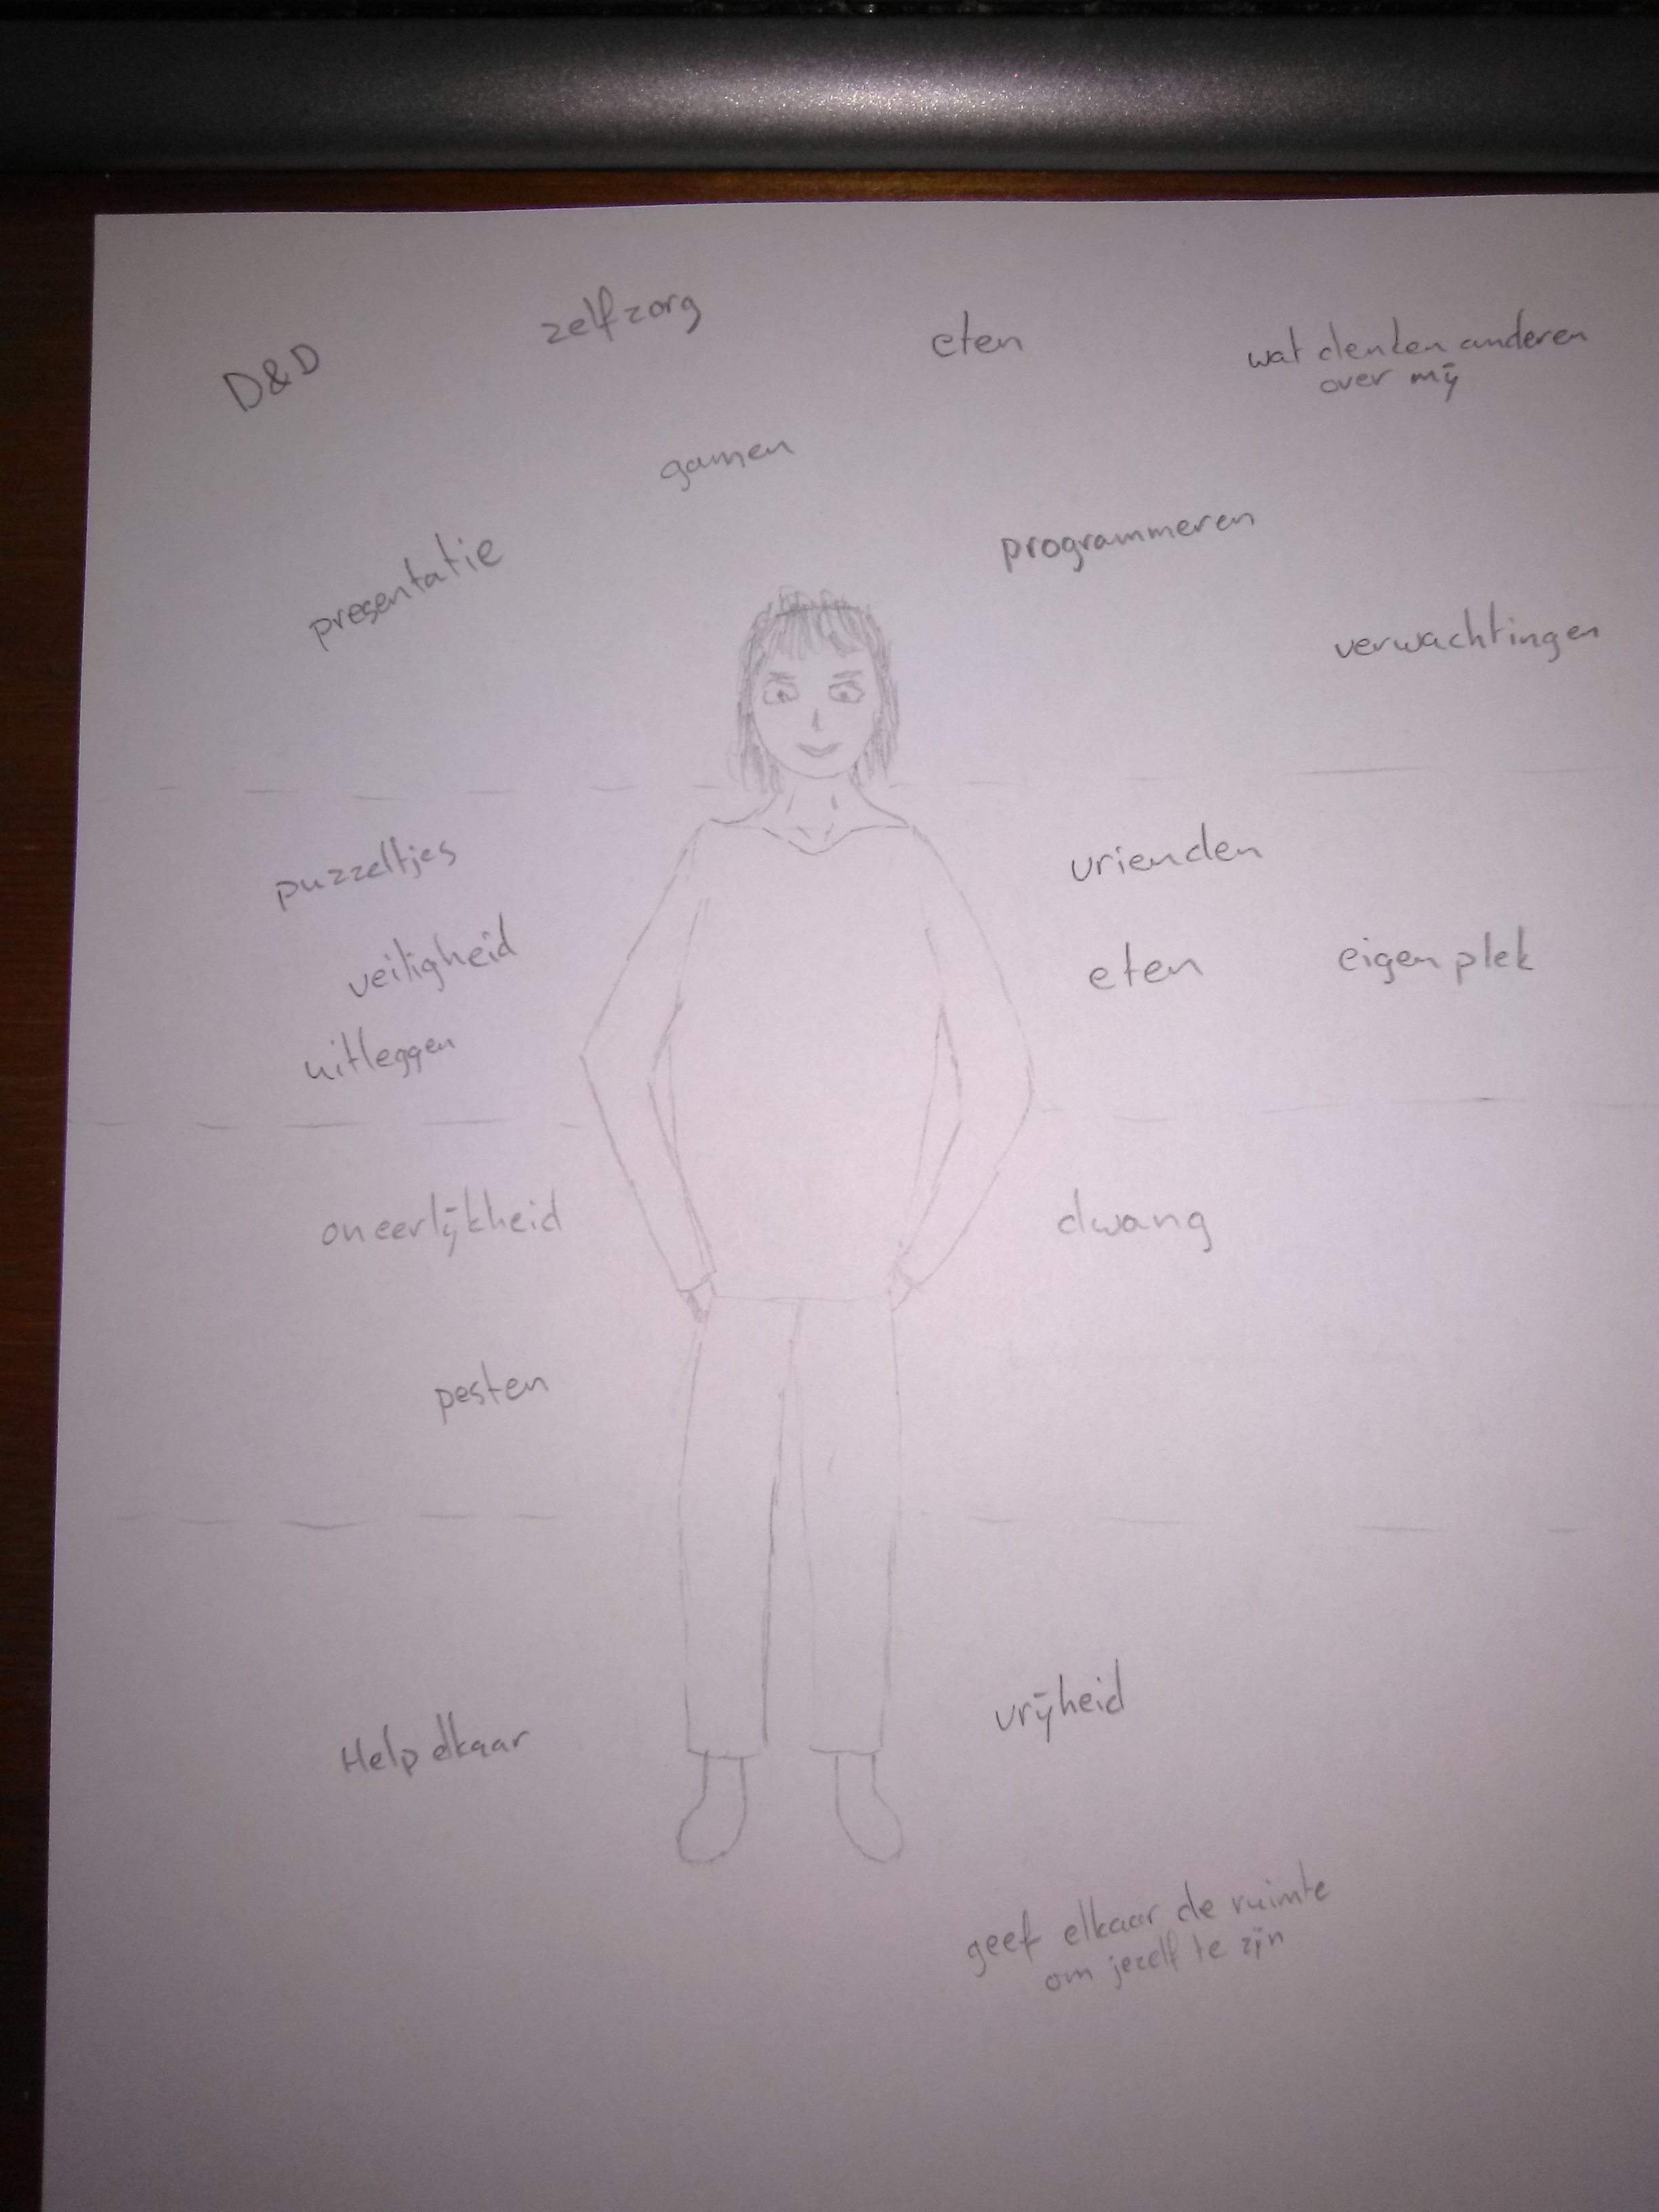 D&D
zelfzorg
eten
wat denken anderen
over mij
gamen
presentatie
programmeren
verwachtingen
puzzeltjes
vrienden
veiligheid
eten
eigen plek
uitleggen
oneerlijkheid
dwang
pesten
Help elkaar
vrijheid
geef elkaar de ruimte
om jezelf te zijn